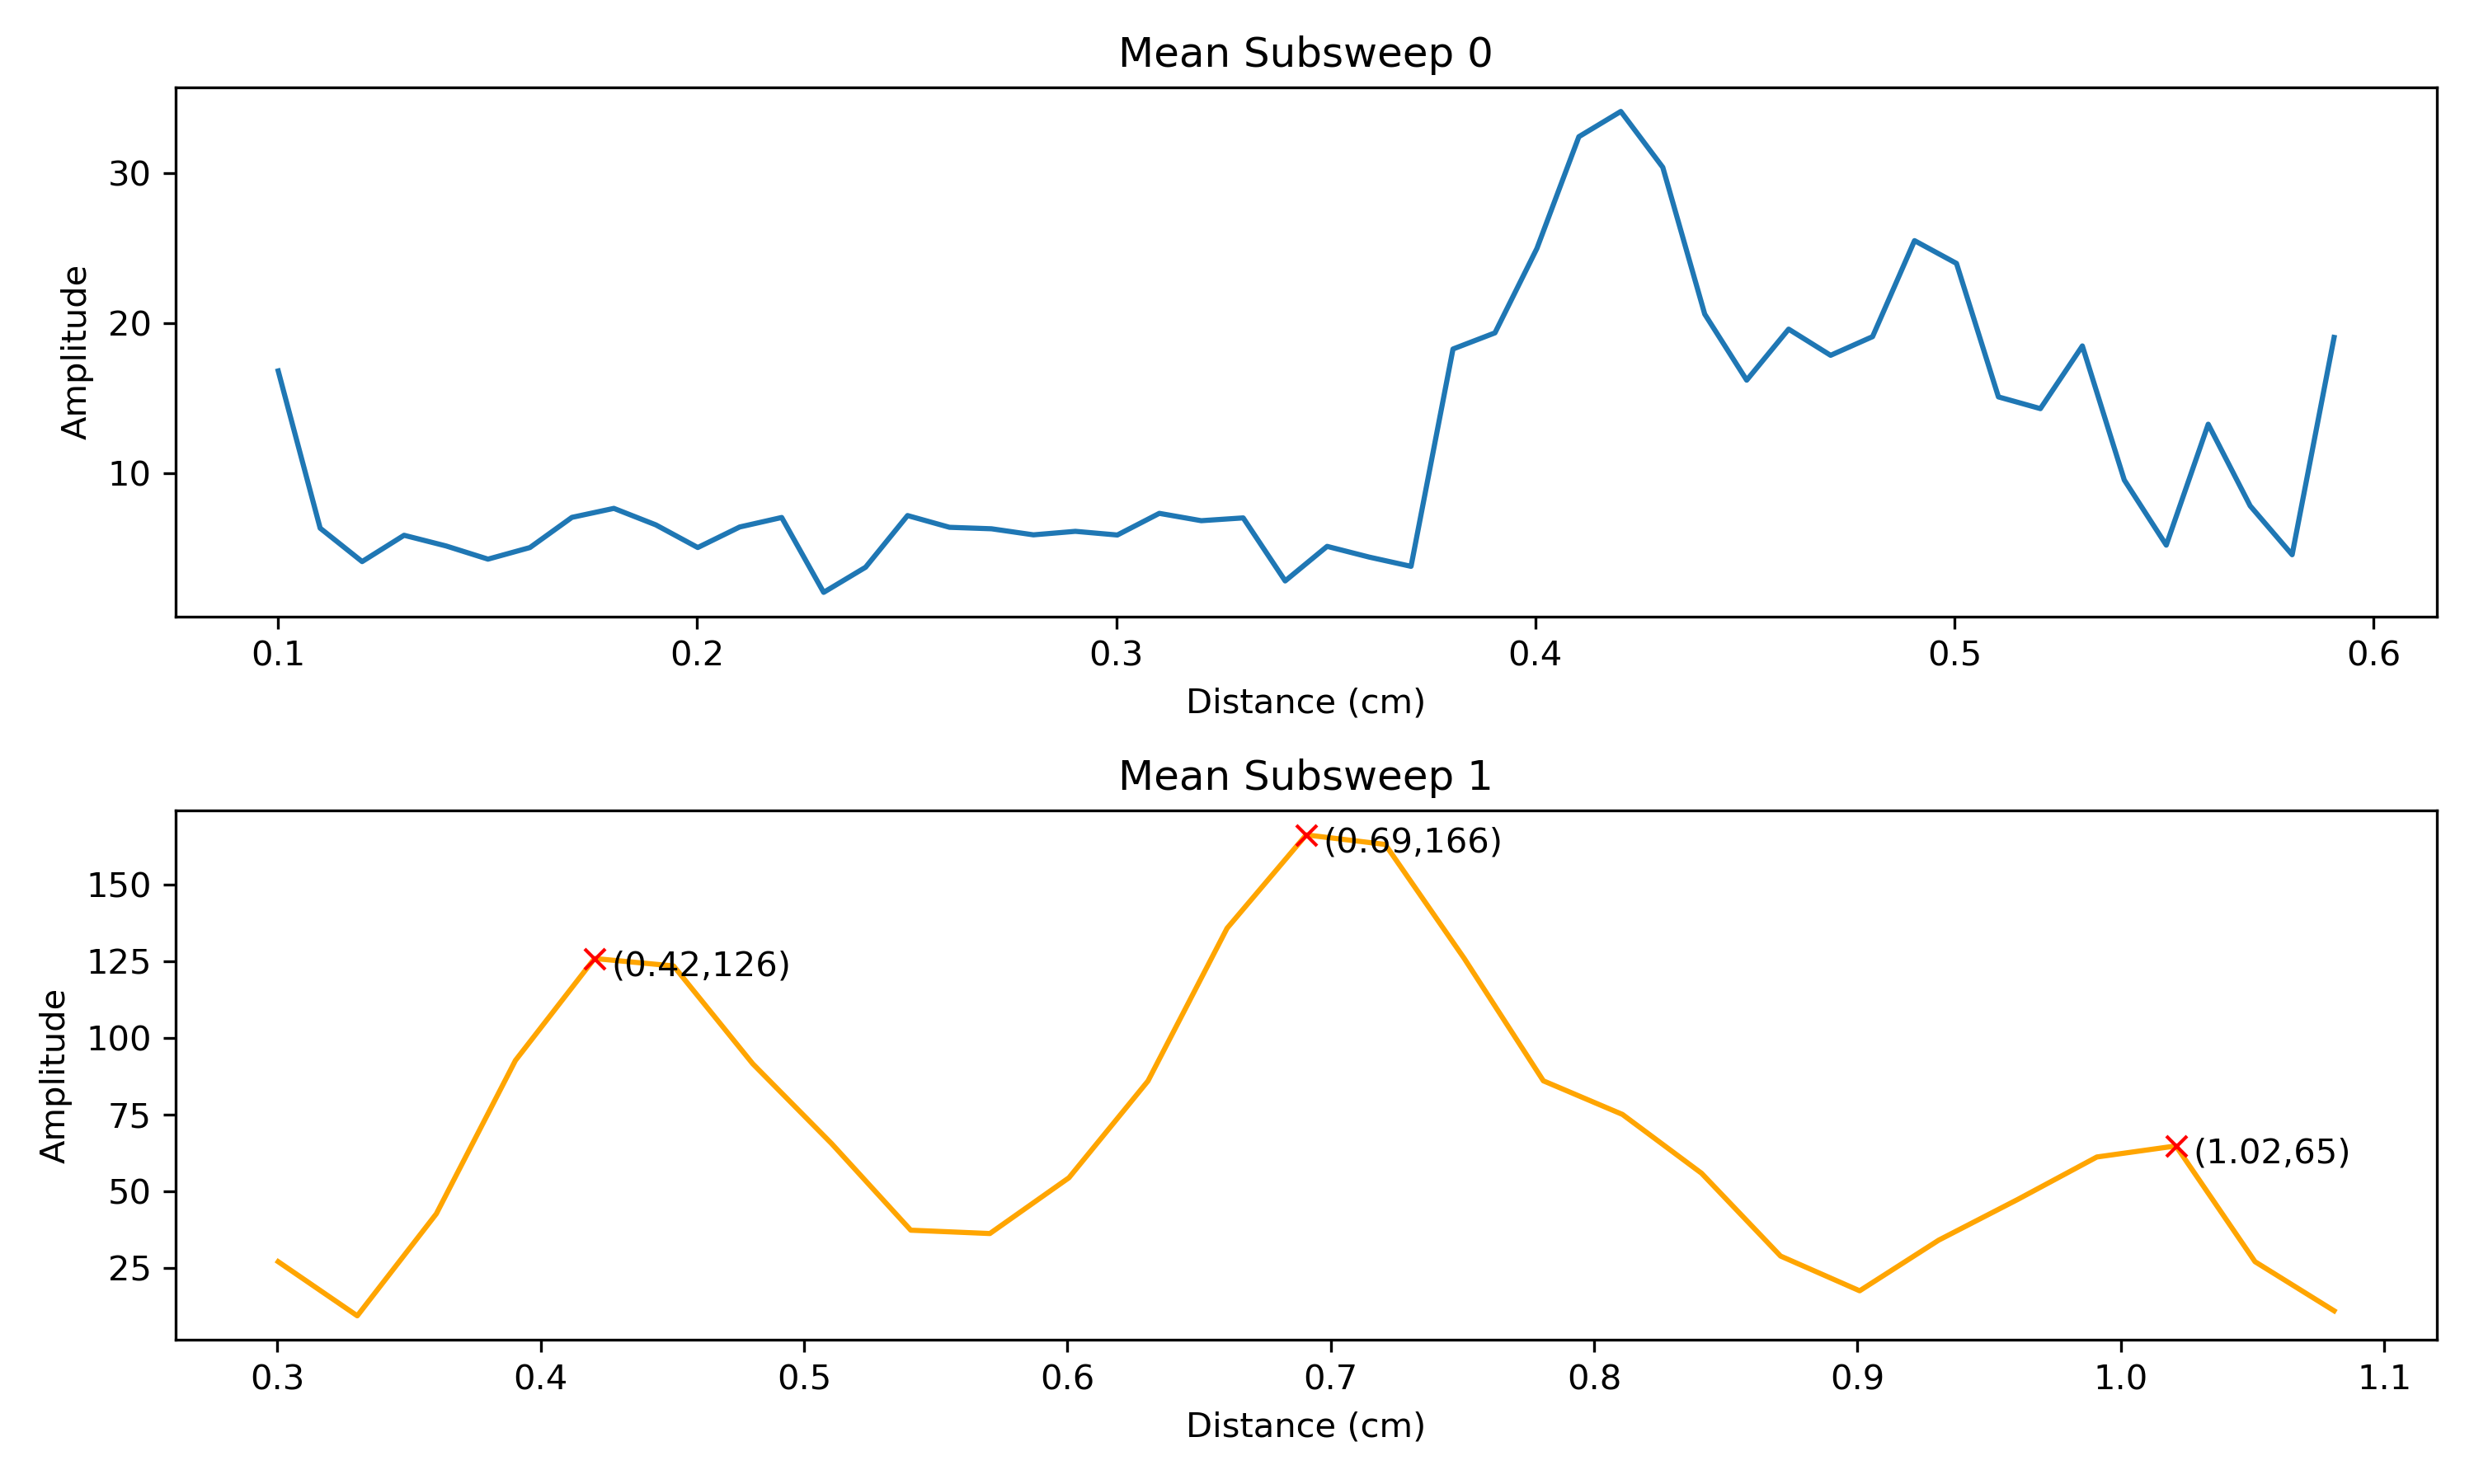 Mean Subsweep 0
Amplitude
30
20
10
0.1 0.2 0.3 0.4 0.5 0.6
Distance (cm)
Mean Subsweep 1
Amplitude
150
125
100
75
50
25
(0.69,166)
(0.42,126)
(1.02,65)
0.3 0.4 0.5 0.6 0.7 0.8 0.9 1.0 1.1
Distance (cm)